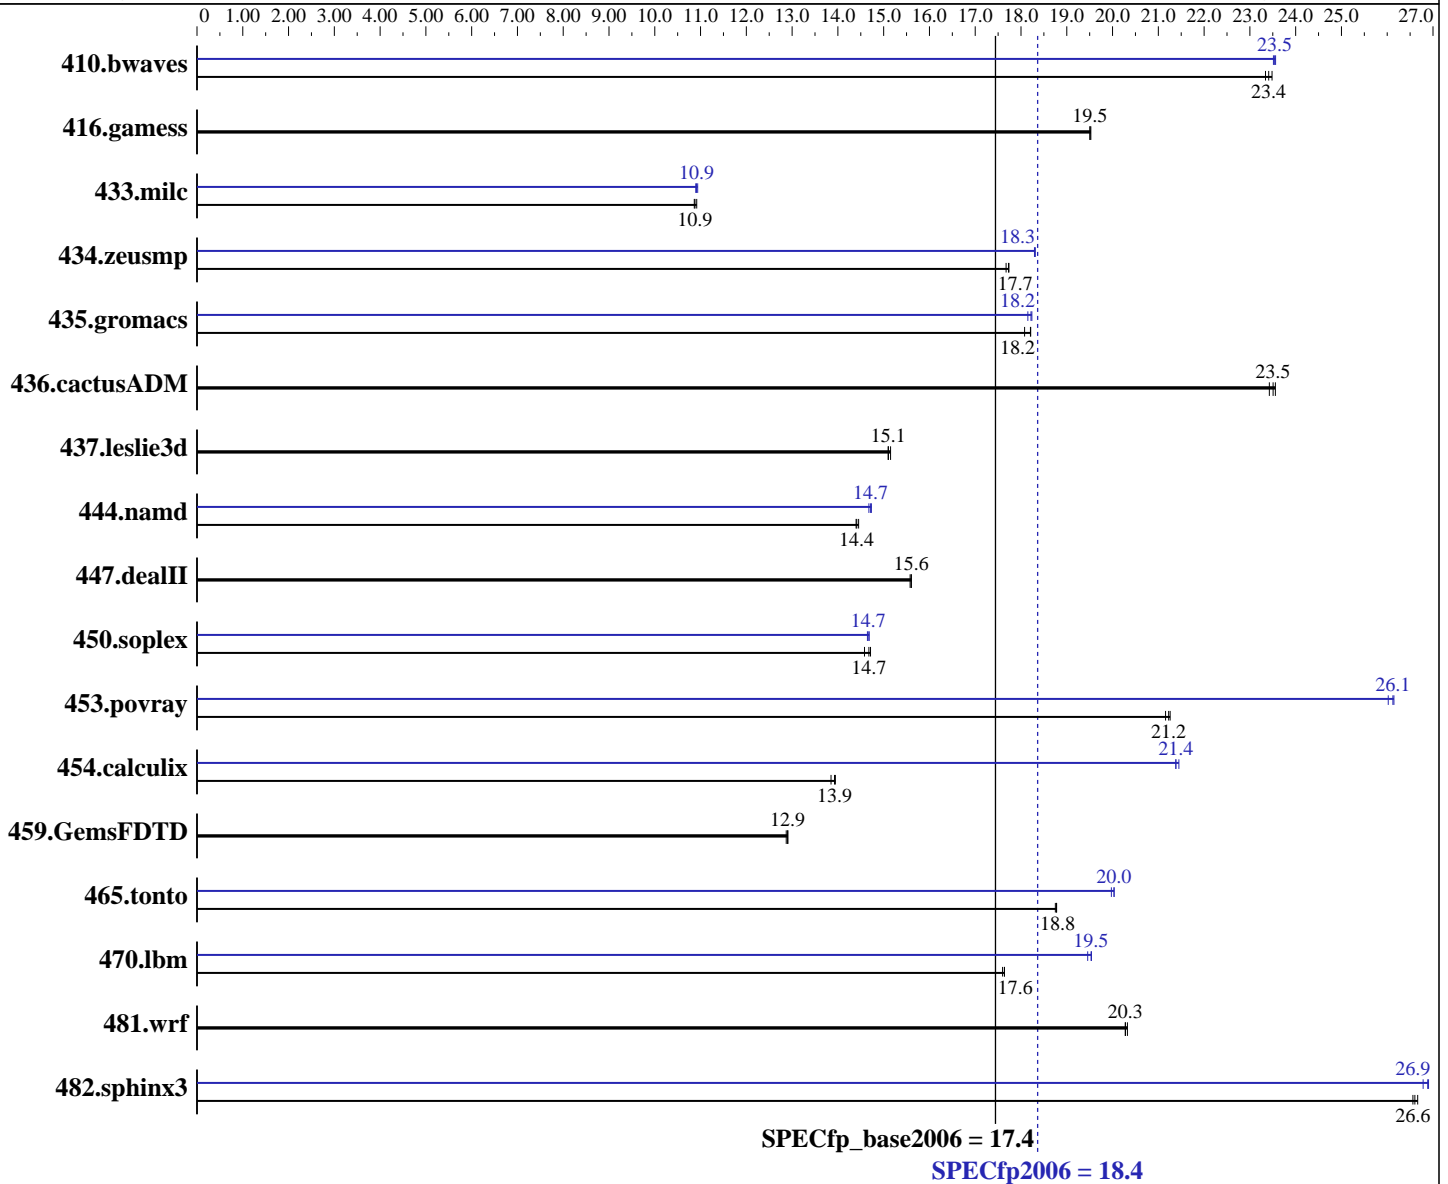 0 1.00 2.00 3.00 4.00 5.00 6.00 7.00 8.00 9.00 10.0 11.0 12.0 13.0 14.0 15.0 16.0 17.0 18.0 19.0 20.0 21.0 22.0 23.0 24.0 25.0 27.0
23.5
410.bwaves
23.4
19.5
416.gamess
10.9
433.milc
10.9
18.3
434.zeusmp
17.7
18.2
435.gromacs
18.2
23.5
436.cactusADM
15.1
437.leslie3d
14.7
444.namd
14.4
15.6
447.dealII
14.7
450.soplex
14.7
26.1
453.povray
21.2
21.4
454.calculix
13.9
12.9
459.GemsFDTD
20.0
465.tonto
18.8
19.5
470.lbm
17.6
20.3
481.wrf
26.9
482.sphinx3
26.6
SPECfp_base2006 = 17.4
SPECfp2006 = 18.4